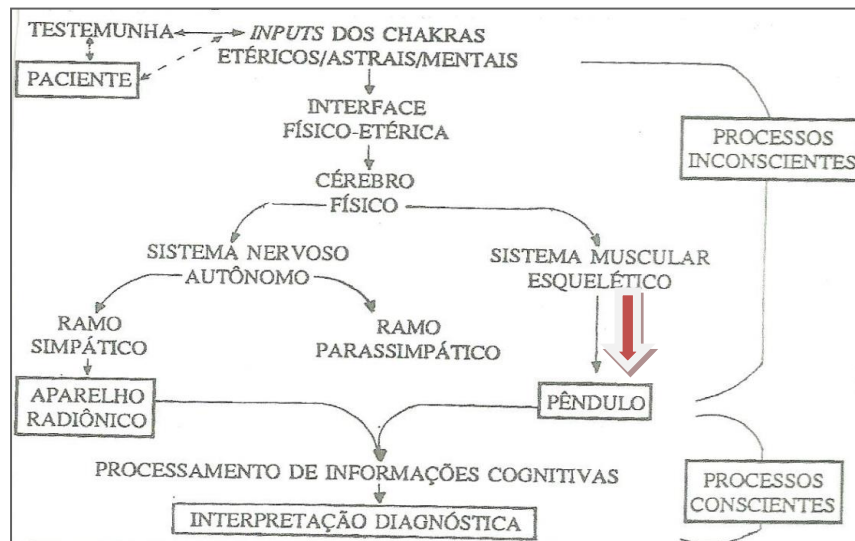 TESTEMUNHA
INPUTS DOS CHAKRAS
ETÉRICOS/ASTRAIS/MENTAIS
PACIENTE
INTERFACE
FÍSICO-ETÉRICA
PROCESSOS
INCONSCIENTES
CÉREBRO
FÍSICO
SISTEMA NERVOSO
AUTÔNOMO
SISTEMA MUSCULAR
ESQUELÉTICO
RAMO
SIMPÁTICO
RAMO
PARASSIMPÁTICO
APARELHO
RADIÔNICO
PÊNDULO
PROCESSAMENTO DE INFORMAÇÕES COGNITIVAS
PROCESSOS
CONSCIENTES
INTERPRETAÇÃO DIAGNÓSTICA